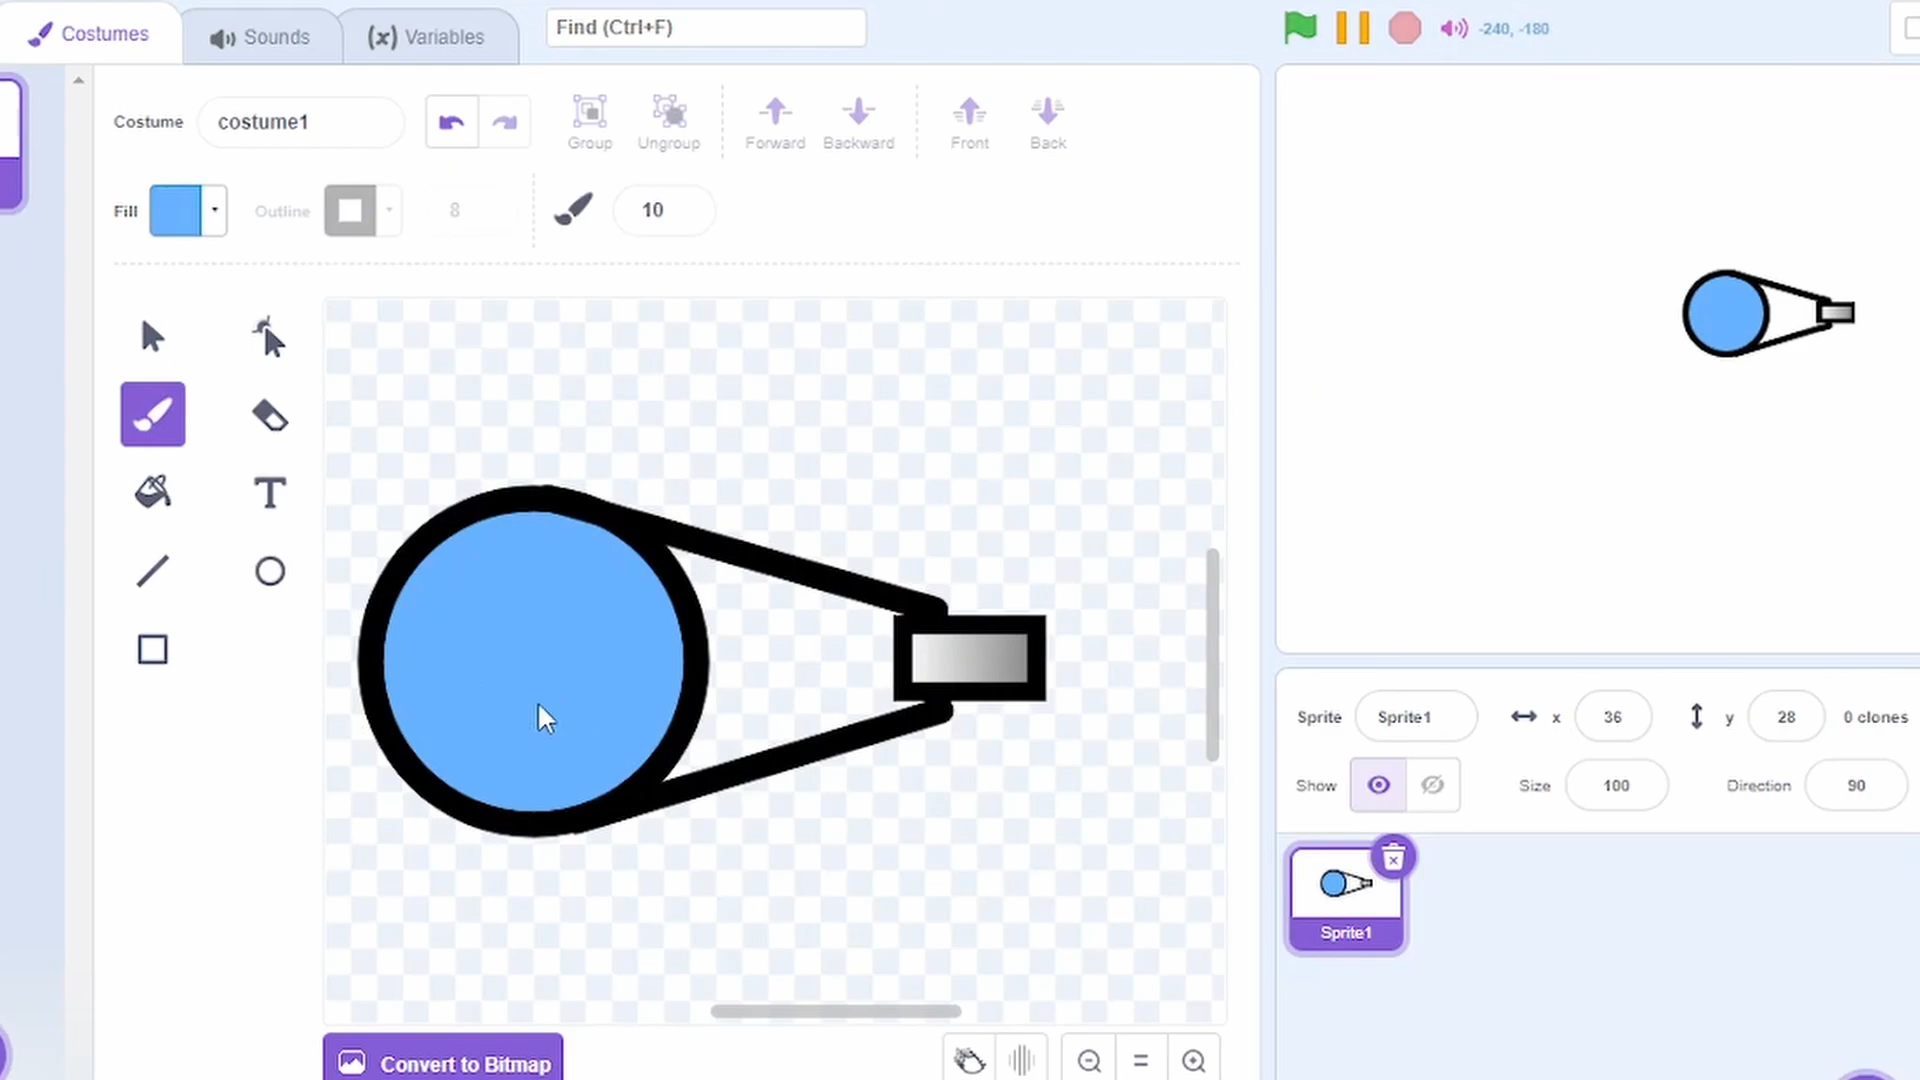 Costumes
Sounds
(x) Variables
Find (Ctrl+F)
-240, -180
Costume
costume1
Group
Ungroup
Forward
Backward
Front
Back
Fill
Outline
8
10
T
Convert to Bitmap
=
Sprite
Sprite1
x
36
y
28
0 clones
Show
Size
100
Direction
90
Sprite1